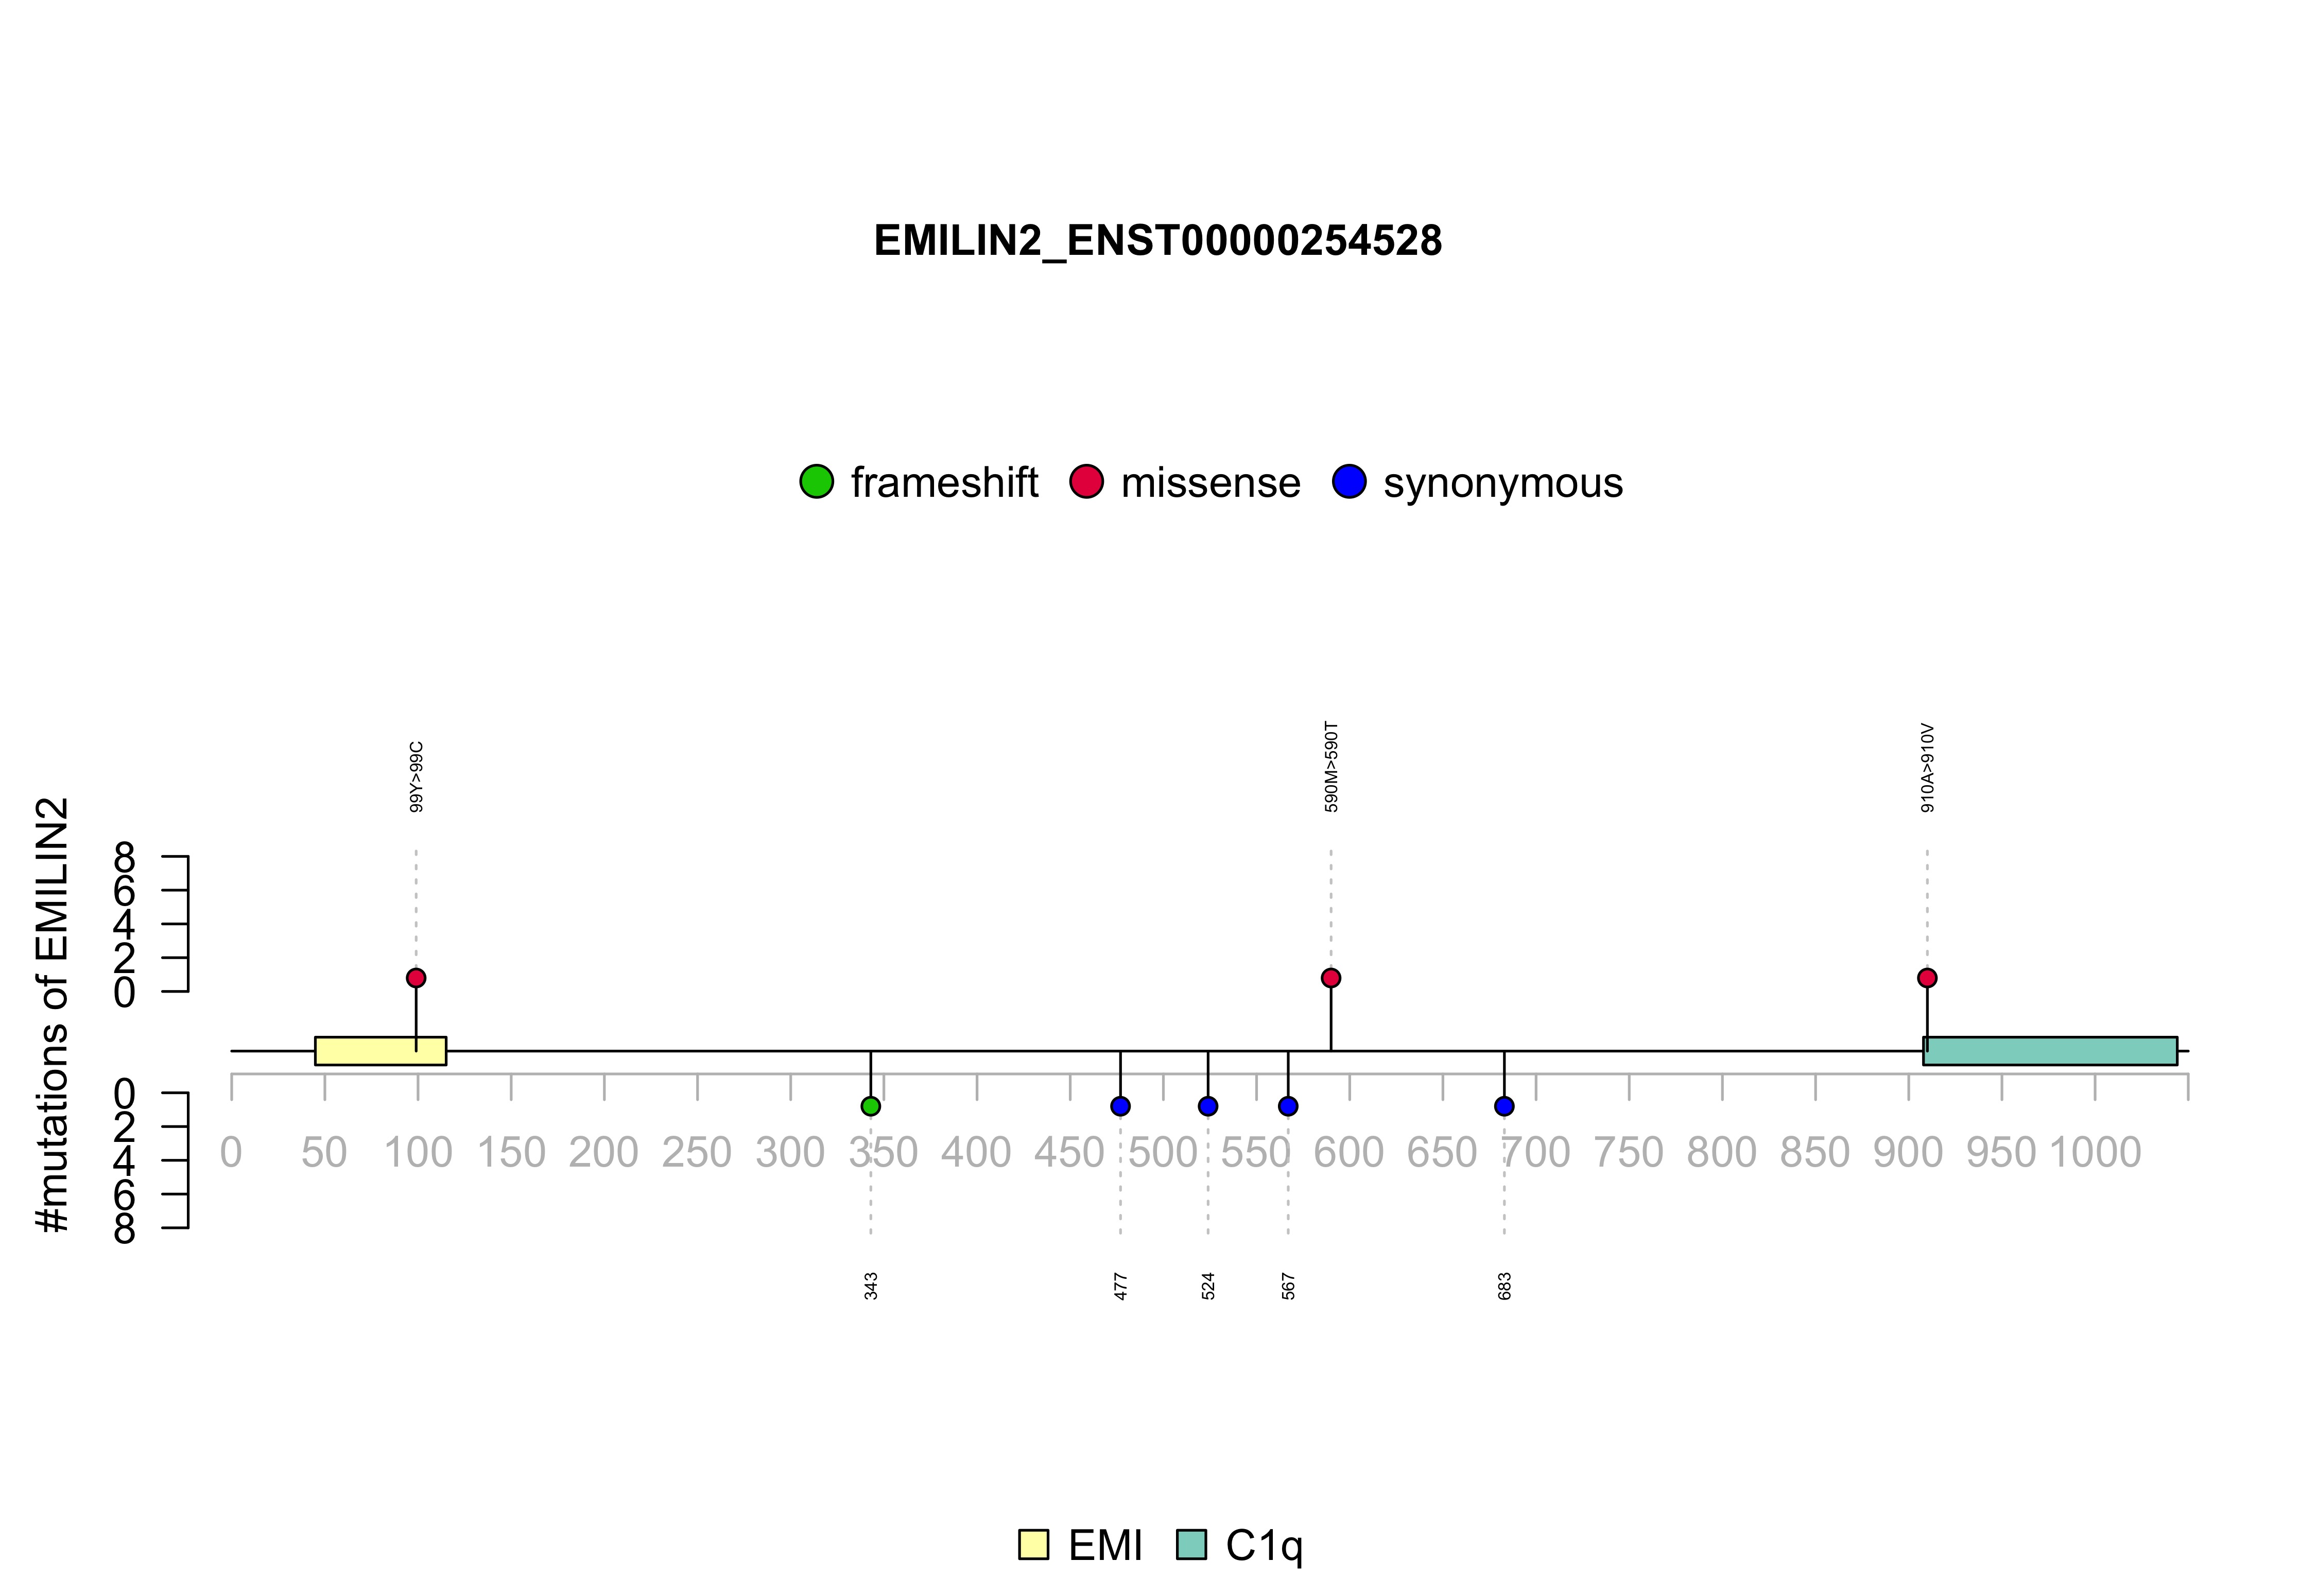 EMILIN2_ENST00000254528
frameshift missense synonymous
99Y>99C 590M>590T 910A>910V
#mutations of EMILIN2
8
6
4
2
0
0
2
4
6
8
0 50 100 150 200 250 300 350 400 450 500 550 600 650 700 750 800 850 900 950 1000
343 477 524 567 683
EMI C1q